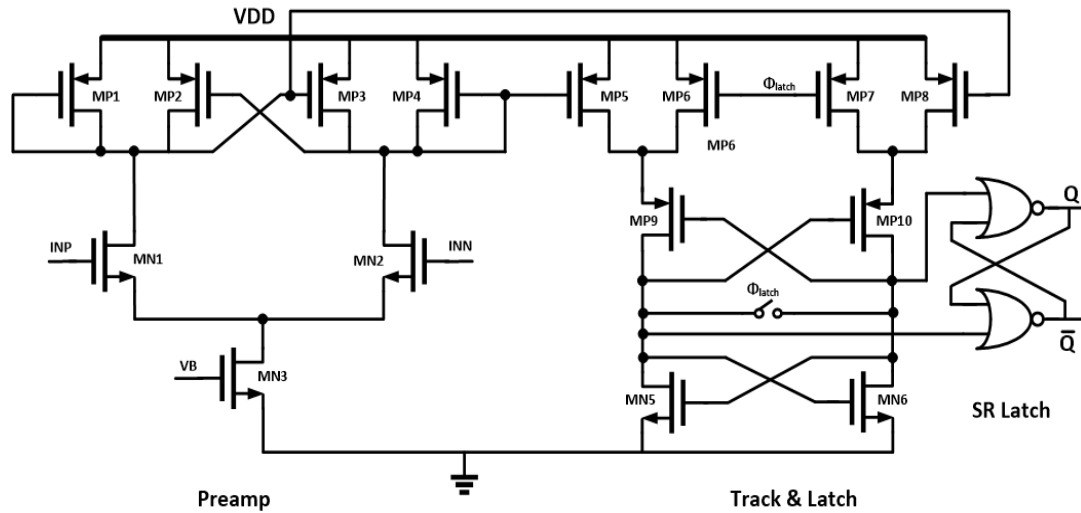 VDD
MP1
MP2
MP3
MP4
MP5
MP6
Φlatch
MP7
MP8
MP6
MP9
MP10
Q
INP
MN1
MN2
INN
Φlatch
VB
MN3
MN5
MN6
Q̅
SR Latch
Preamp
Track & Latch